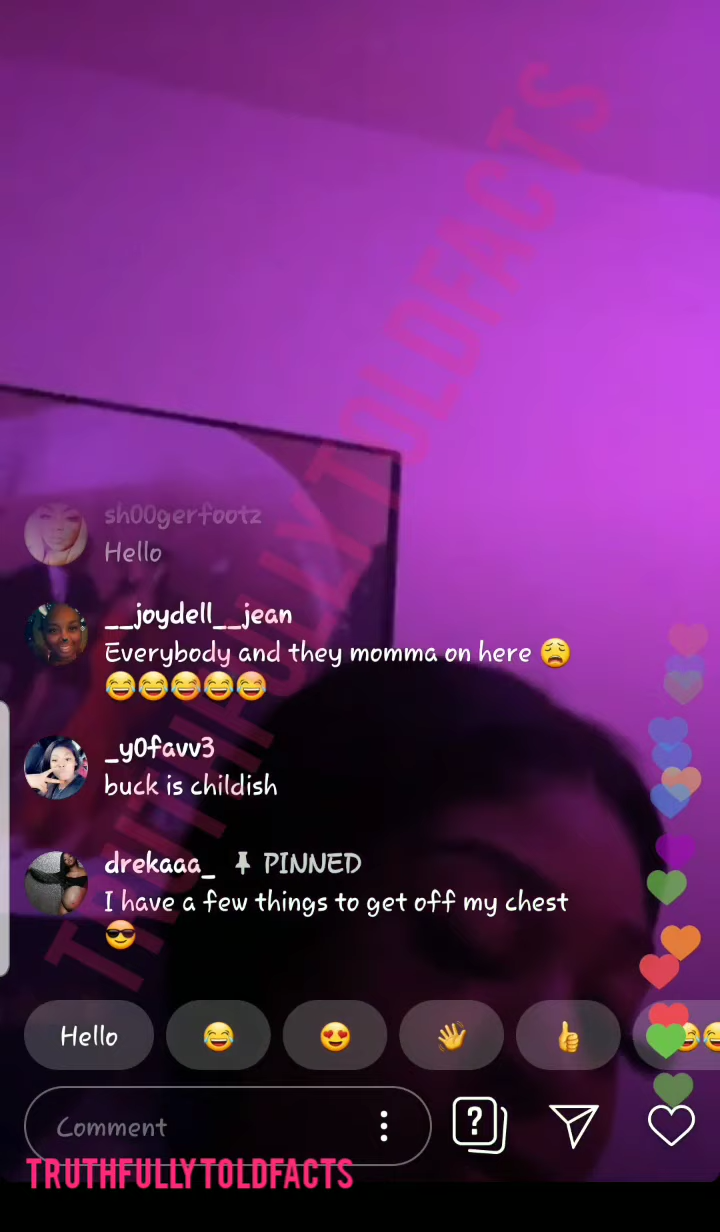 TRUTHFULLYTOLDFACTS
sh00gerfootz
Hello
__joydell__jean
Everybody and they momma on here 😩
😂😂😂😂😂
_y0favv3
buck is childish
drekaaa_ PINNED
I have a few things to get off my chest
😎
Hello 😂 😍 👋 👍 😂😂
Comment
TRUTHFULLYTOLDFACTS